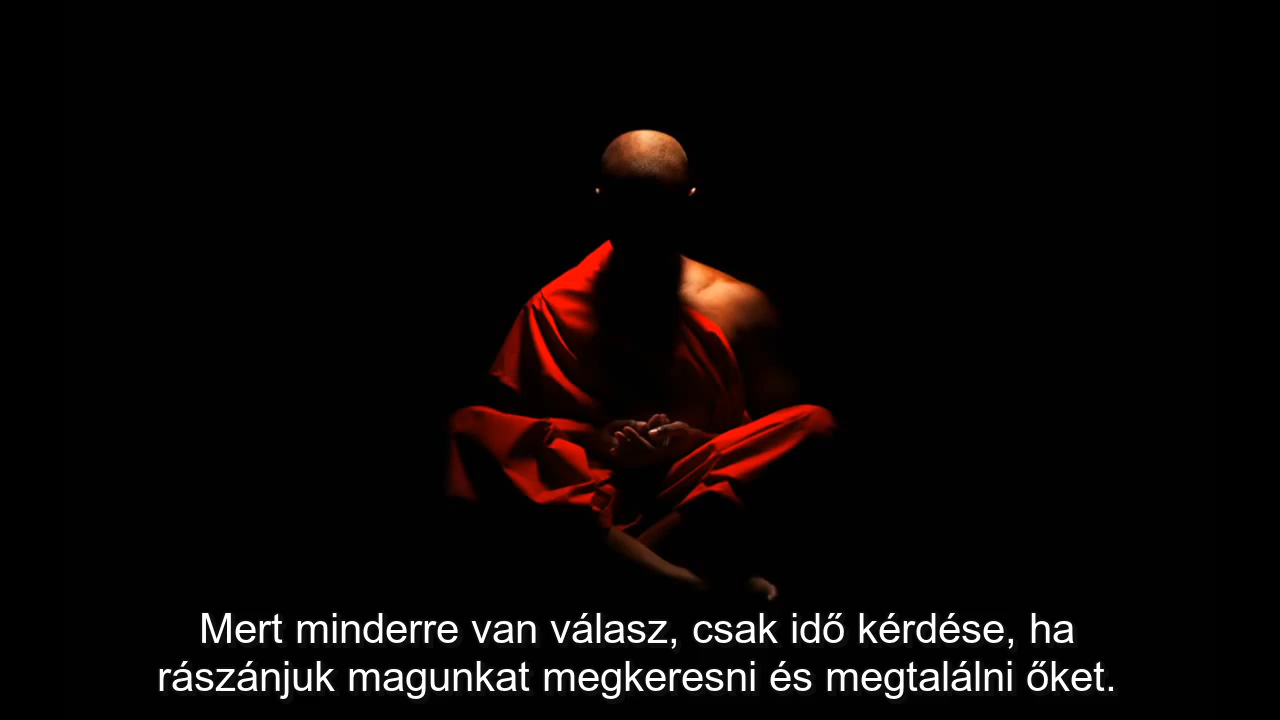 Mert minderre van válasz, csak idő kérdése, ha
rászánjuk magunkat megkeresni és megtalálni őket.